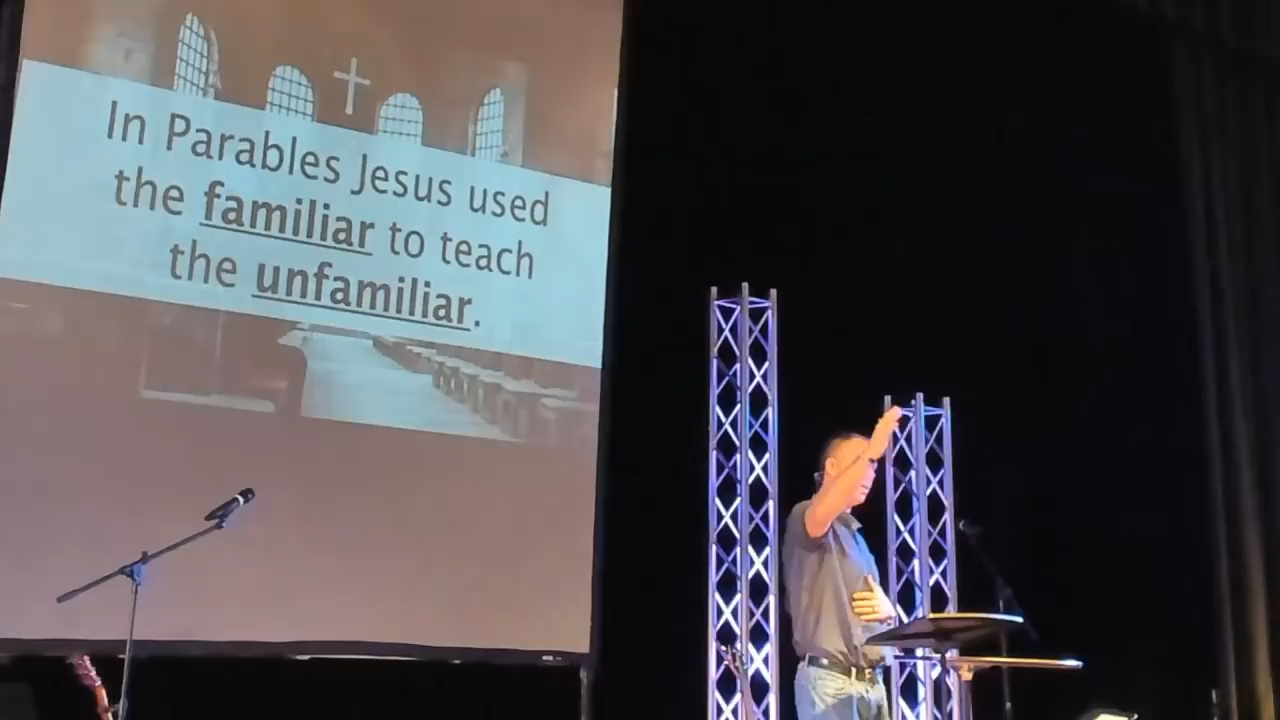 In Parables Jesus used
the familiar to teach
the unfamiliar.